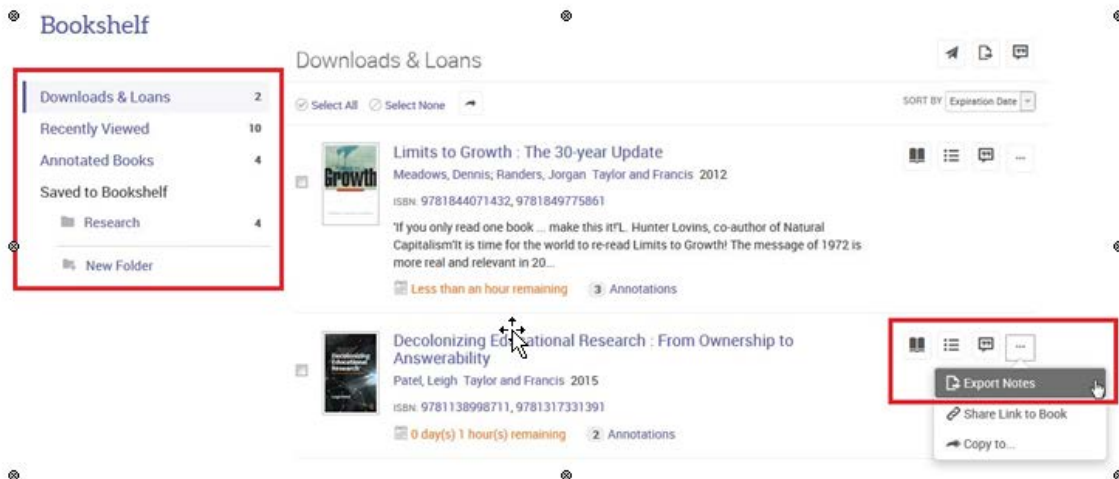 Bookshelf
Downloads & Loans 2
Recently Viewed 10
Annotated Books 4
Saved to Bookshelf
Research 4
New Folder
Downloads & Loans
Select All Select None
SORT BY Expiration Date
Growth
Limits to Growth : The 30-year Update
Meadows, Dennis; Randers, Jorgan Taylor and Francis 2012
ISBN: 9781844071432, 9781849775861
'If you only read one book ... make this it!'L. Hunter Lovins, co-author of Natural
Capitalism'It is time for the world to re-read Limits to Growth! The message of 1972 is
more real and relevant in 20...
Less than an hour remaining 3 Annotations
Decolonizing
Educational
Research
Decolonizing Educational Research : From Ownership to
Answerability
Patel, Leigh Taylor and Francis 2015
ISBN: 9781138998711, 9781317331391
0 day(s) 1 hour(s) remaining 2 Annotations
...
...
Export Notes
Share Link to Book
Copy to...